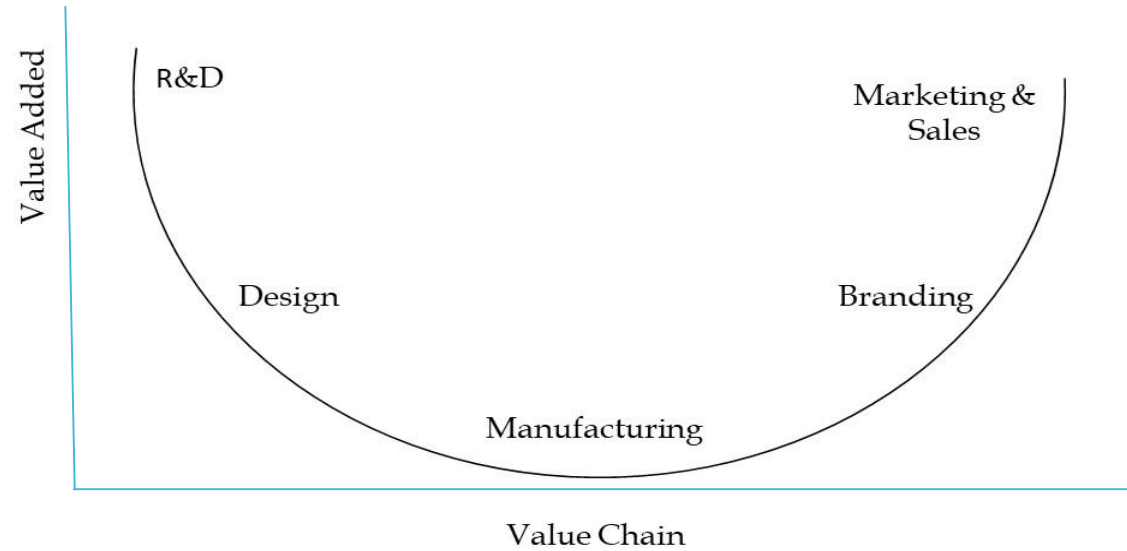 Value Added
R&D
Marketing &
Sales
Design
Branding
Manufacturing
Value Chain